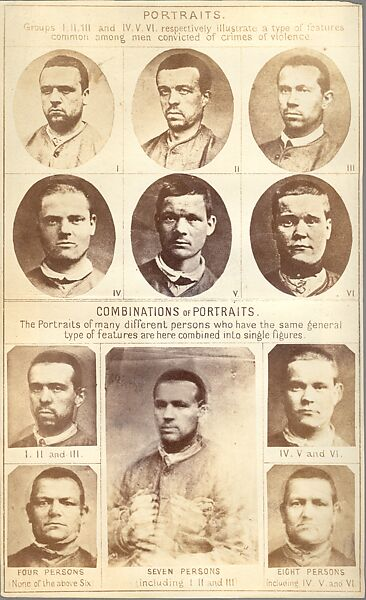 PORTRAITS.
Groups I. II. III and IV. V. VI. respectively illustrate a type of features
common among men convicted of crimes of violence.
I
II
III
IV.
V.
VI
COMBINATIONS OF PORTRAITS.
The Portraits of many different persons who have the same general
type of features are here combined into single figures.
I. II and III.
IV. V and VI.
FOUR PERSONS
None of the above Six
SEVEN PERSONS
including I II and III
EIGHT PERSONS
including IV. V. and VI